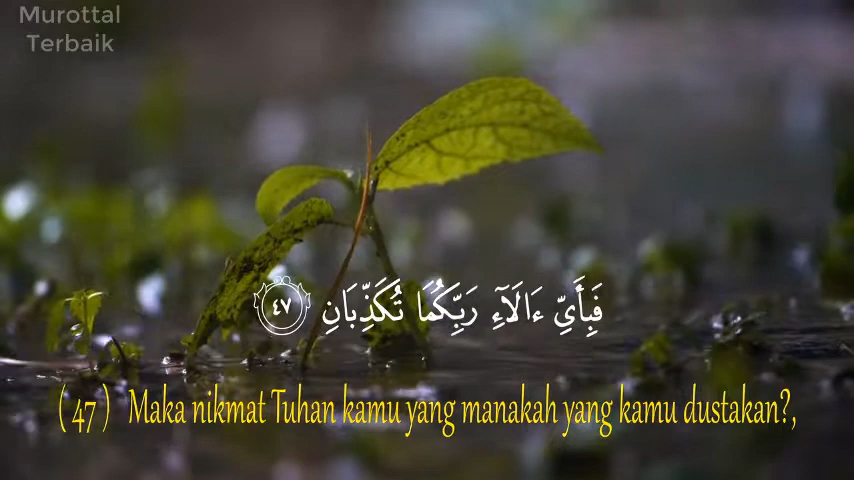 Murottal
Terbaik
فَبِأَيِّ ءَالَآءِ رَبِّكُمَا تُكَذِّبَانِ ٤٧
( 47 ) Maka nikmat Tuhan kamu yang manakah yang kamu dustakan?,